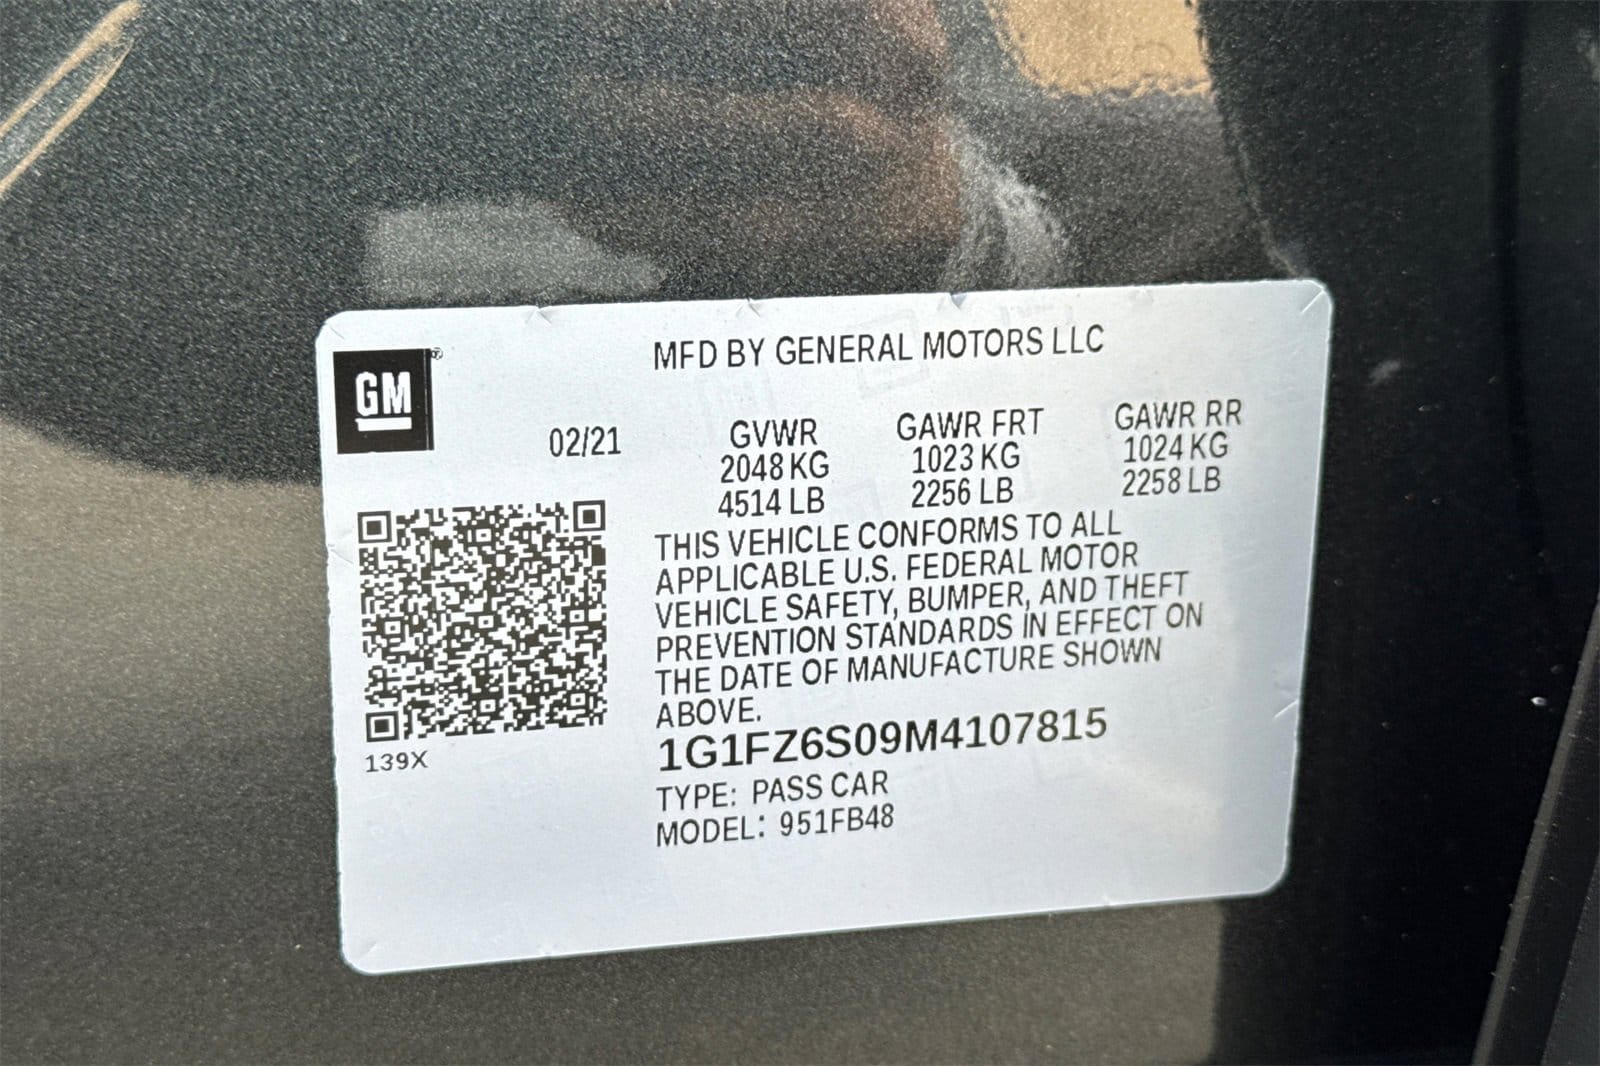 GM®
MFD BY GENERAL MOTORS LLC
02/21
GVWR
2048 KG
4514 LB
GAWR FRT
1023 KG
2256 LB
GAWR RR
1024 KG
2258 LB
THIS VEHICLE CONFORMS TO ALL
APPLICABLE U.S. FEDERAL MOTOR
VEHICLE SAFETY, BUMPER, AND THEFT
PREVENTION STANDARDS IN EFFECT ON
THE DATE OF MANUFACTURE SHOWN
ABOVE.
1G1FZ6S09M4107815
TYPE: PASS CAR
MODEL: 951FB48
139X